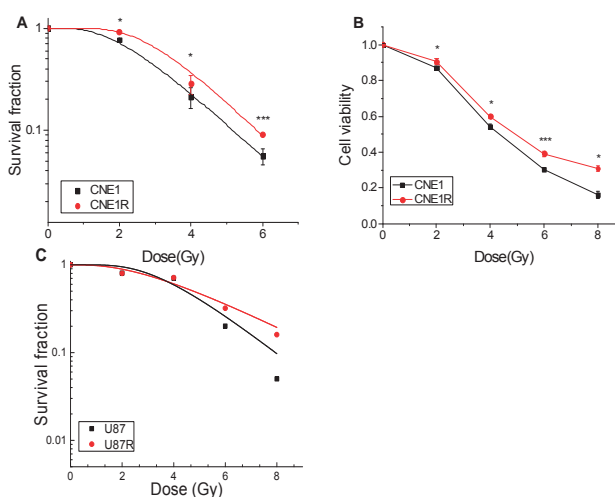 A
Survival fraction
1
0.1
*
*
***
CNE1
CNE1R
0 2 4 6
Dose(Gy)
B
Cell viability
1.0
0.8
0.6
0.4
0.2
0.0
*
*
***
*
CNE1
CNE1R
0 2 4 6 8
Dose(Gy)
C
Survival fraction
1
0.1
0.01
U87
U87R
0 2 4 6 8
Dose (Gy)